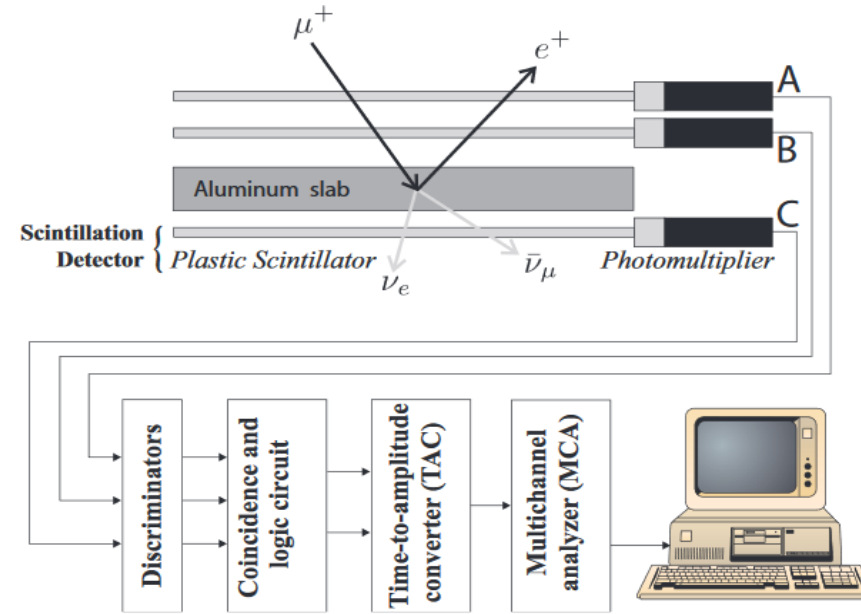 μ⁺
e⁺
A
B
Aluminum slab
C
Scintillation
Detector
Plastic Scintillator
Photomultiplier
νₑ
ν̄_μ
Discriminators
Coincidence and
logic circuit
Time-to-amplitude
converter (TAC)
Multichannel
analyzer (MCA)